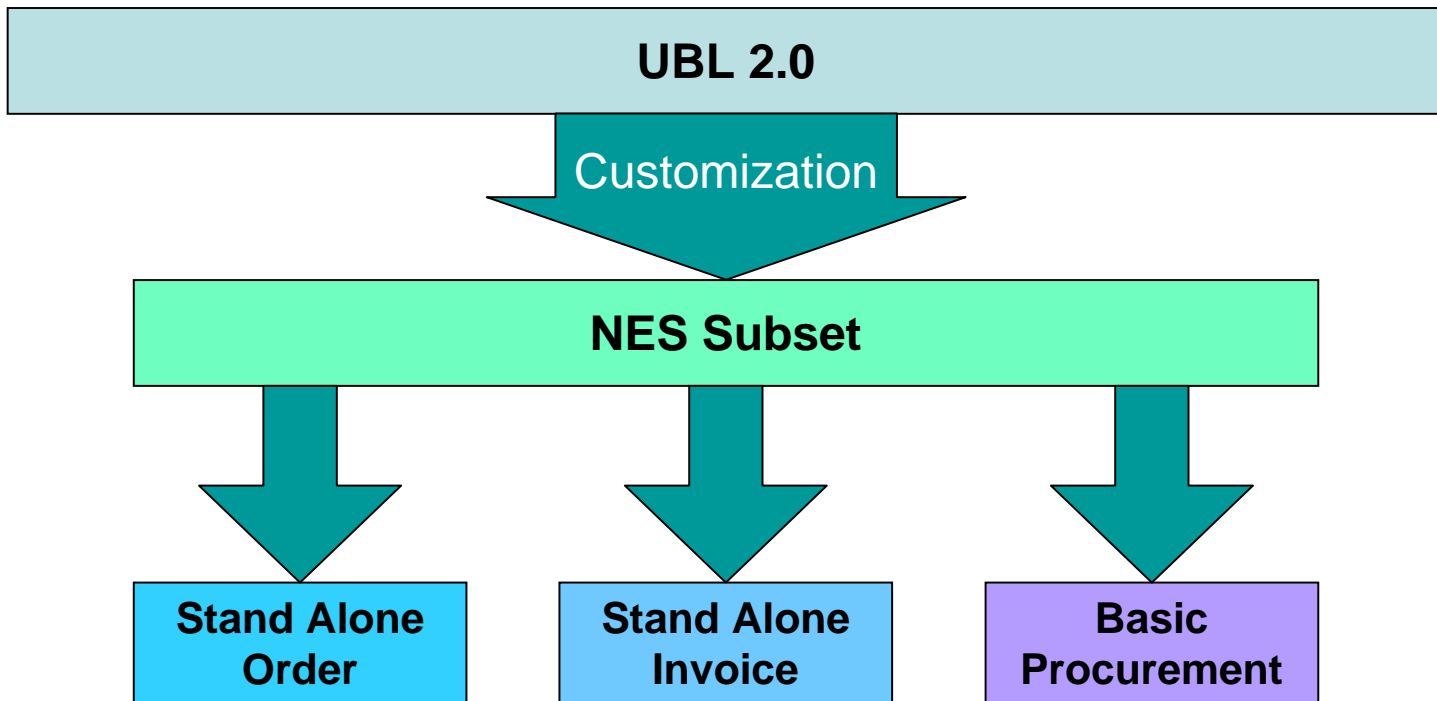 UBL 2.0
Customization
NES Subset
Stand Alone
Order
Stand Alone
Invoice
Basic
Procurement